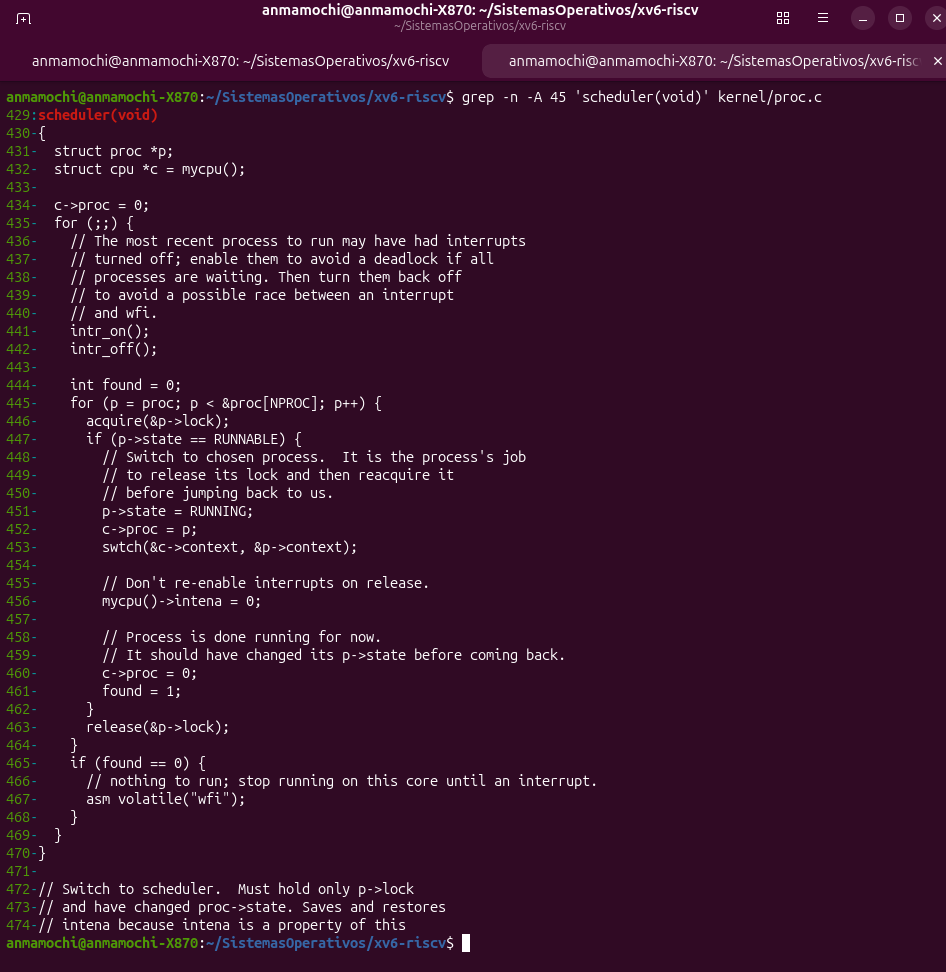 anmamochi@anmamochi-X870: ~/SistemasOperativos/xv6-riscv
~/SistemasOperativos/xv6-riscv
anmamochi@anmamochi-X870: ~/SistemasOperativos/xv6-riscv
anmamochi@anmamochi-X870: ~/SistemasOperativos/xv6-risc
anmamochi@anmamochi-X870:~/SistemasOperativos/xv6-riscv$ grep -n -A 45 'scheduler(void)' kernel/proc.c
429:scheduler(void)
430-{
431-  struct proc *p;
432-  struct cpu *c = mycpu();
433-
434-  c->proc = 0;
435-  for (;;) {
436-    // The most recent process to run may have had interrupts
437-    // turned off; enable them to avoid a deadlock if all
438-    // processes are waiting. Then turn them back off
439-    // to avoid a possible race between an interrupt
440-    // and wfi.
441-    intr_on();
442-    intr_off();
443-
444-    int found = 0;
445-    for (p = proc; p < &proc[NPROC]; p++) {
446-      acquire(&p->lock);
447-      if (p->state == RUNNABLE) {
448-        // Switch to chosen process.  It is the process's job
449-        // to release its lock and then reacquire it
450-        // before jumping back to us.
451-        p->state = RUNNING;
452-        c->proc = p;
453-        swtch(&c->context, &p->context);
454-
455-        // Don't re-enable interrupts on release.
456-        mycpu()->intena = 0;
457-
458-        // Process is done running for now.
459-        // It should have changed its p->state before coming back.
460-        c->proc = 0;
461-        found = 1;
462-      }
463-      release(&p->lock);
464-    }
465-    if (found == 0) {
466-      // nothing to run; stop running on this core until an interrupt.
467-      asm volatile("wfi");
468-    }
469-  }
470-}
471-
472-// Switch to scheduler.  Must hold only p->lock
473-// and have changed proc->state. Saves and restores
474-// intena because intena is a property of this
anmamochi@anmamochi-X870:~/SistemasOperativos/xv6-riscv$